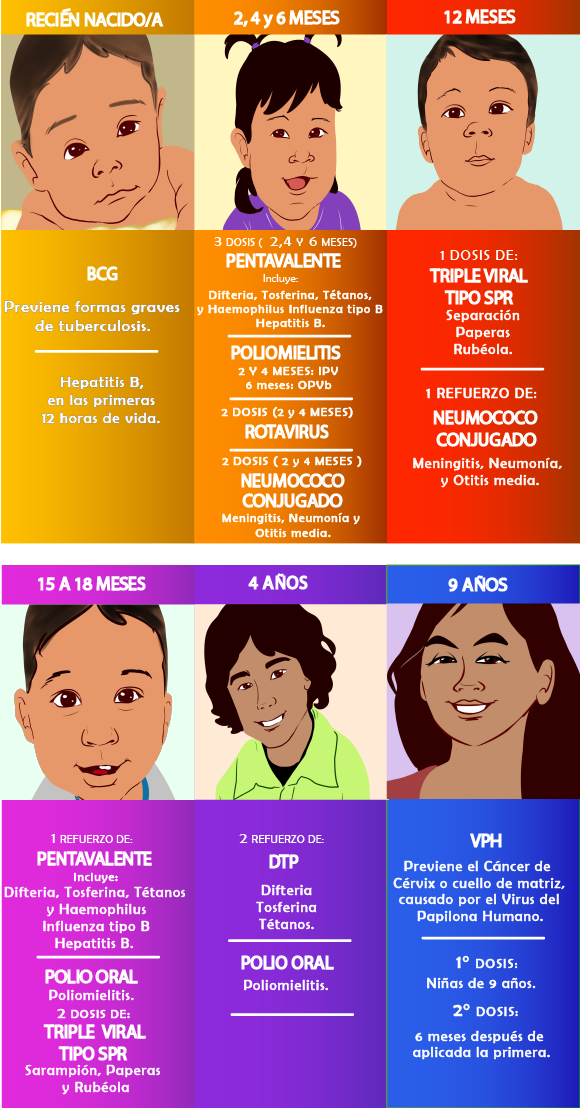 RECIÉN NACIDO/A
BCG
Previene formas graves
de tuberculosis.
Hepatitis B,
en las primeras
12 horas de vida.
2, 4 y 6 MESES
3 DOSIS ( 2,4 Y 6 MESES)
PENTAVALENTE
Incluye:
Difteria, Tosferina, Tétanos,
y Haemophilus Influenza tipo B
Hepatitis B.
POLIOMIELITIS
2 Y 4 MESES: IPV
6 meses: OPVb
2 DOSIS (2 y 4 MESES)
ROTAVIRUS
2 DOSIS ( 2 y 4 MESES )
NEUMOCOCO
CONJUGADO
Meningitis, Neumonía y
Otitis media.
12 MESES
1 DOSIS DE:
TRIPLE VIRAL
TIPO SPR
Separación
Paperas
Rubéola.
1 REFUERZO DE:
NEUMOCOCO
CONJUGADO
Meningitis, Neumonía,
y Otitis media.
15 A 18 MESES
1 REFUERZO DE:
PENTAVALENTE
Incluye:
Difteria, Tosferina, Tétanos
y Haemophilus
Influenza tipo B
Hepatitis B.
POLIO ORAL
Poliomielitis.
2 DOSIS DE:
TRIPLE VIRAL
TIPO SPR
Sarampión, Paperas
y Rubéola
4 AÑOS
2 REFUERZO DE:
DTP
Difteria
Tosferina
Tétanos.
POLIO ORAL
Poliomielitis.
9 AÑOS
VPH
Previene el Cáncer de
Cérvix o cuello de matriz,
causado por el Virus del
Papilona Humano.
1° DOSIS:
Niñas de 9 años.
2° DOSIS:
6 meses después de
aplicada la primera.